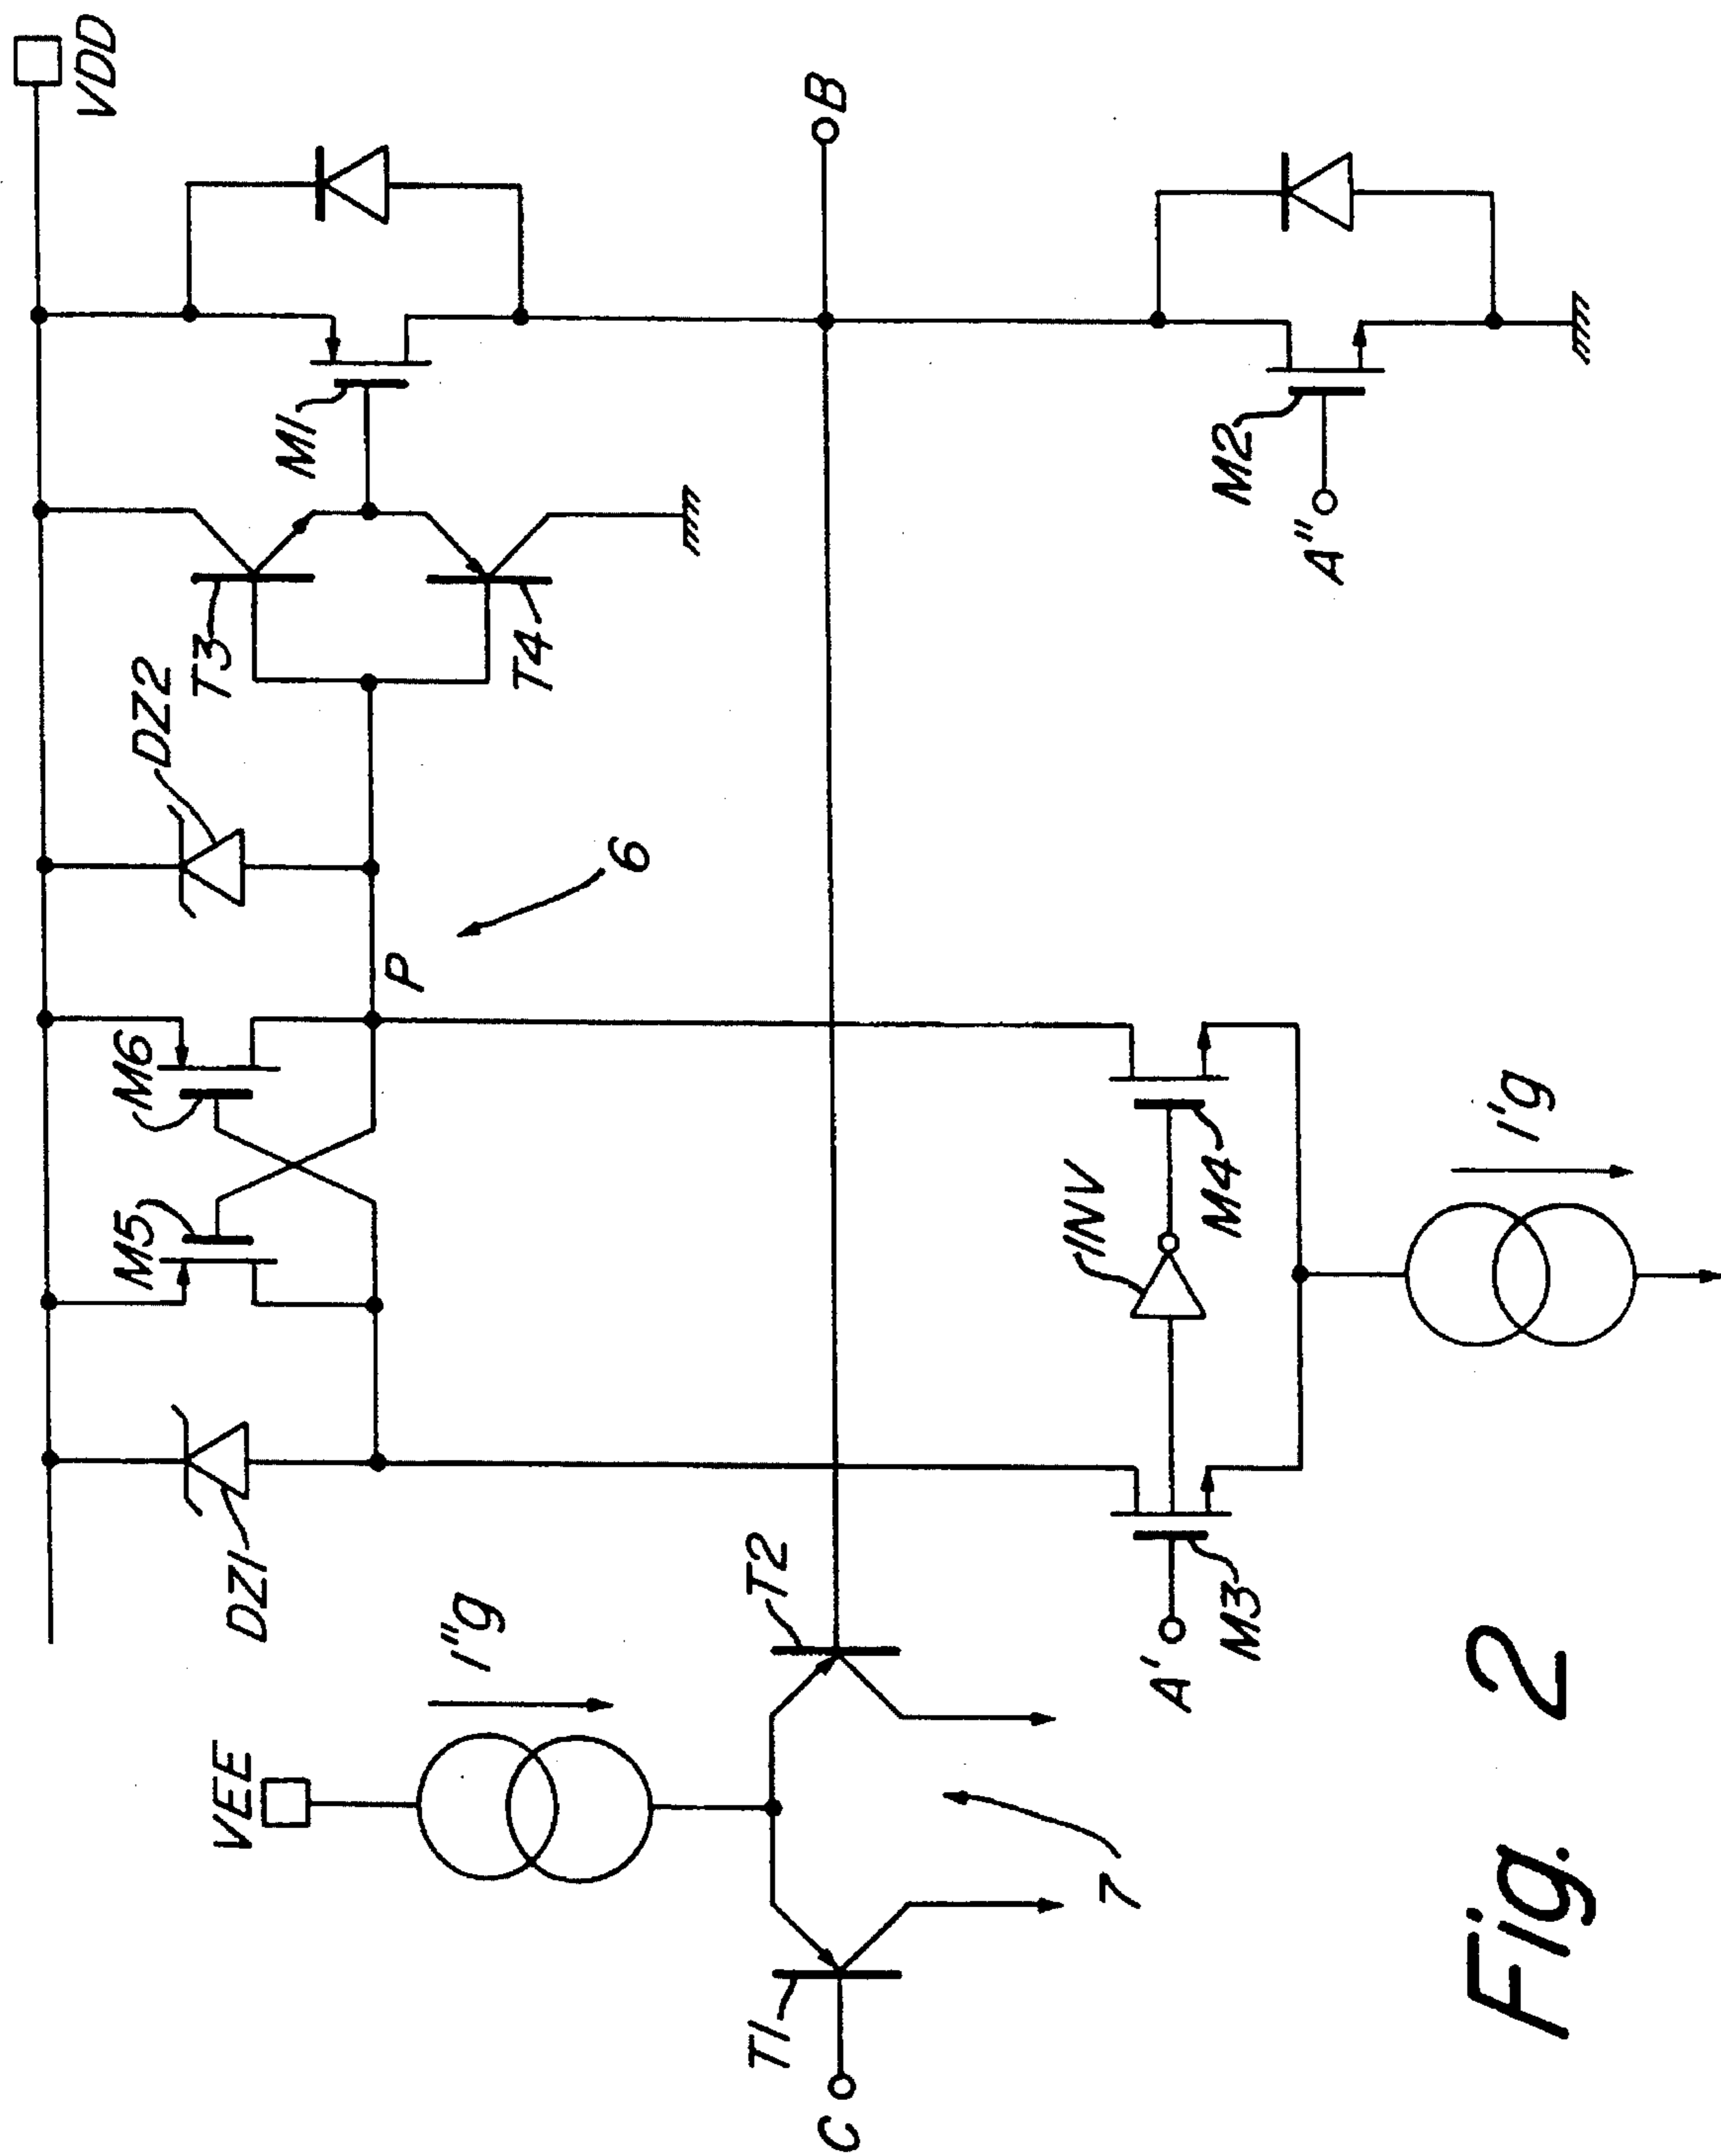 VDD
VEE
I"g
DZ1
M5
M6
DZ2
T3
M1
T4
P
6
B
T1
T2
C
7
A'
M3
INV
M4
I'g
A"
M2
Fig. 2